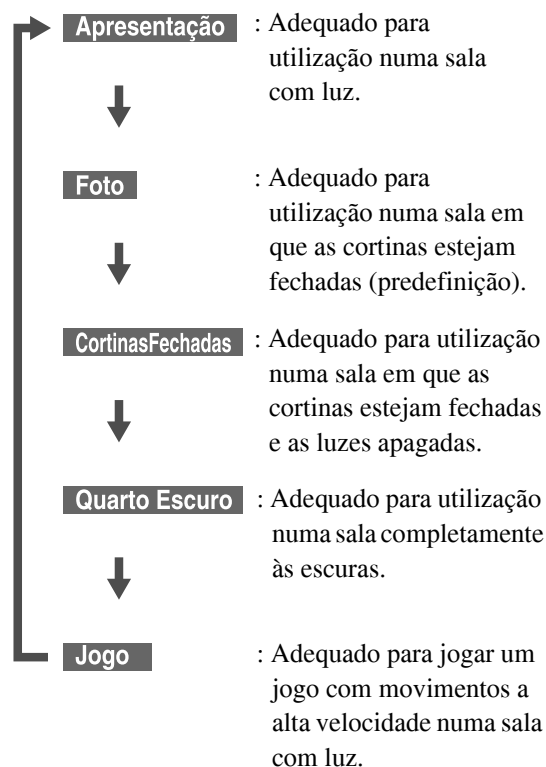 Apresentação : Adequado para
utilização numa sala
com luz.
Foto : Adequado para
utilização numa sala em
que as cortinas estejam
fechadas (predefinição).
CortinasFechadas : Adequado para utilização
numa sala em que as
cortinas estejam fechadas
e as luzes apagadas.
Quarto Escuro : Adequado para utilização
numa sala completamente
às escuras.
Jogo : Adequado para jogar um
jogo com movimentos a
alta velocidade numa sala
com luz.